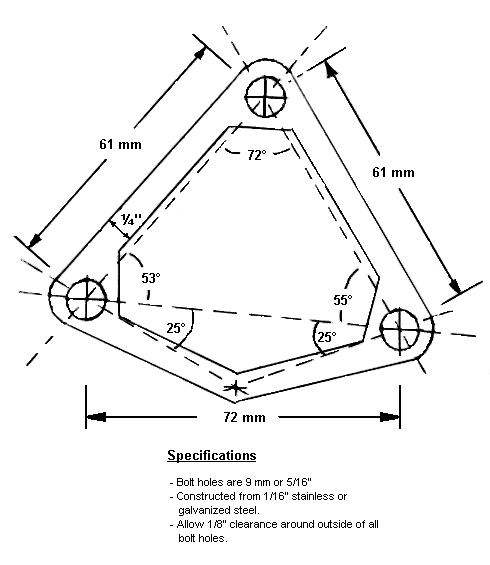 61 mm
61 mm
72°
¼"
53°
55°
25°
25°
72 mm
Specifications
- Bolt holes are 9 mm or 5/16"
- Constructed from 1/16" stainless or
galvanized steel.
- Allow 1/8" clearance around outside of all
bolt holes.